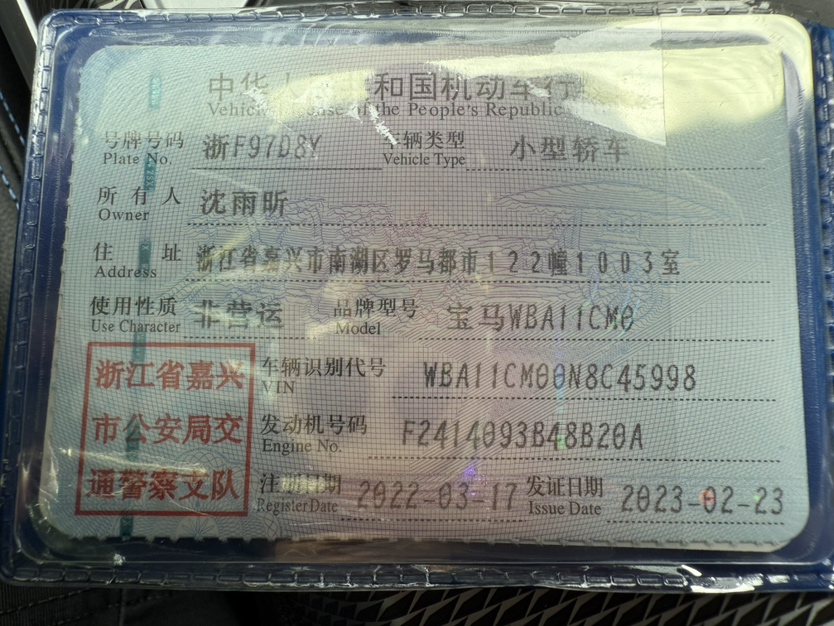 中华人民共和国机动车行
Vehicle License of the People's Republic
号牌号码 浙F97D8Y 车辆类型 小型轿车
Plate No. Vehicle Type
所有人 沈雨昕
Owner
住址 浙江省嘉兴市南湖区罗马都市122幢1003室
Address
使用性质 非营运 品牌型号 宝马WBA11CM0
Use Character Model
浙江省嘉兴 车辆识别代号 WBA11CM00N8C45998
VIN
市公安局交 发动机号码 F2414093B48B20A
Engine No.
通警察支队 注册日期 2022-03-17 发证日期 2023-02-23
Register Date Issue Date